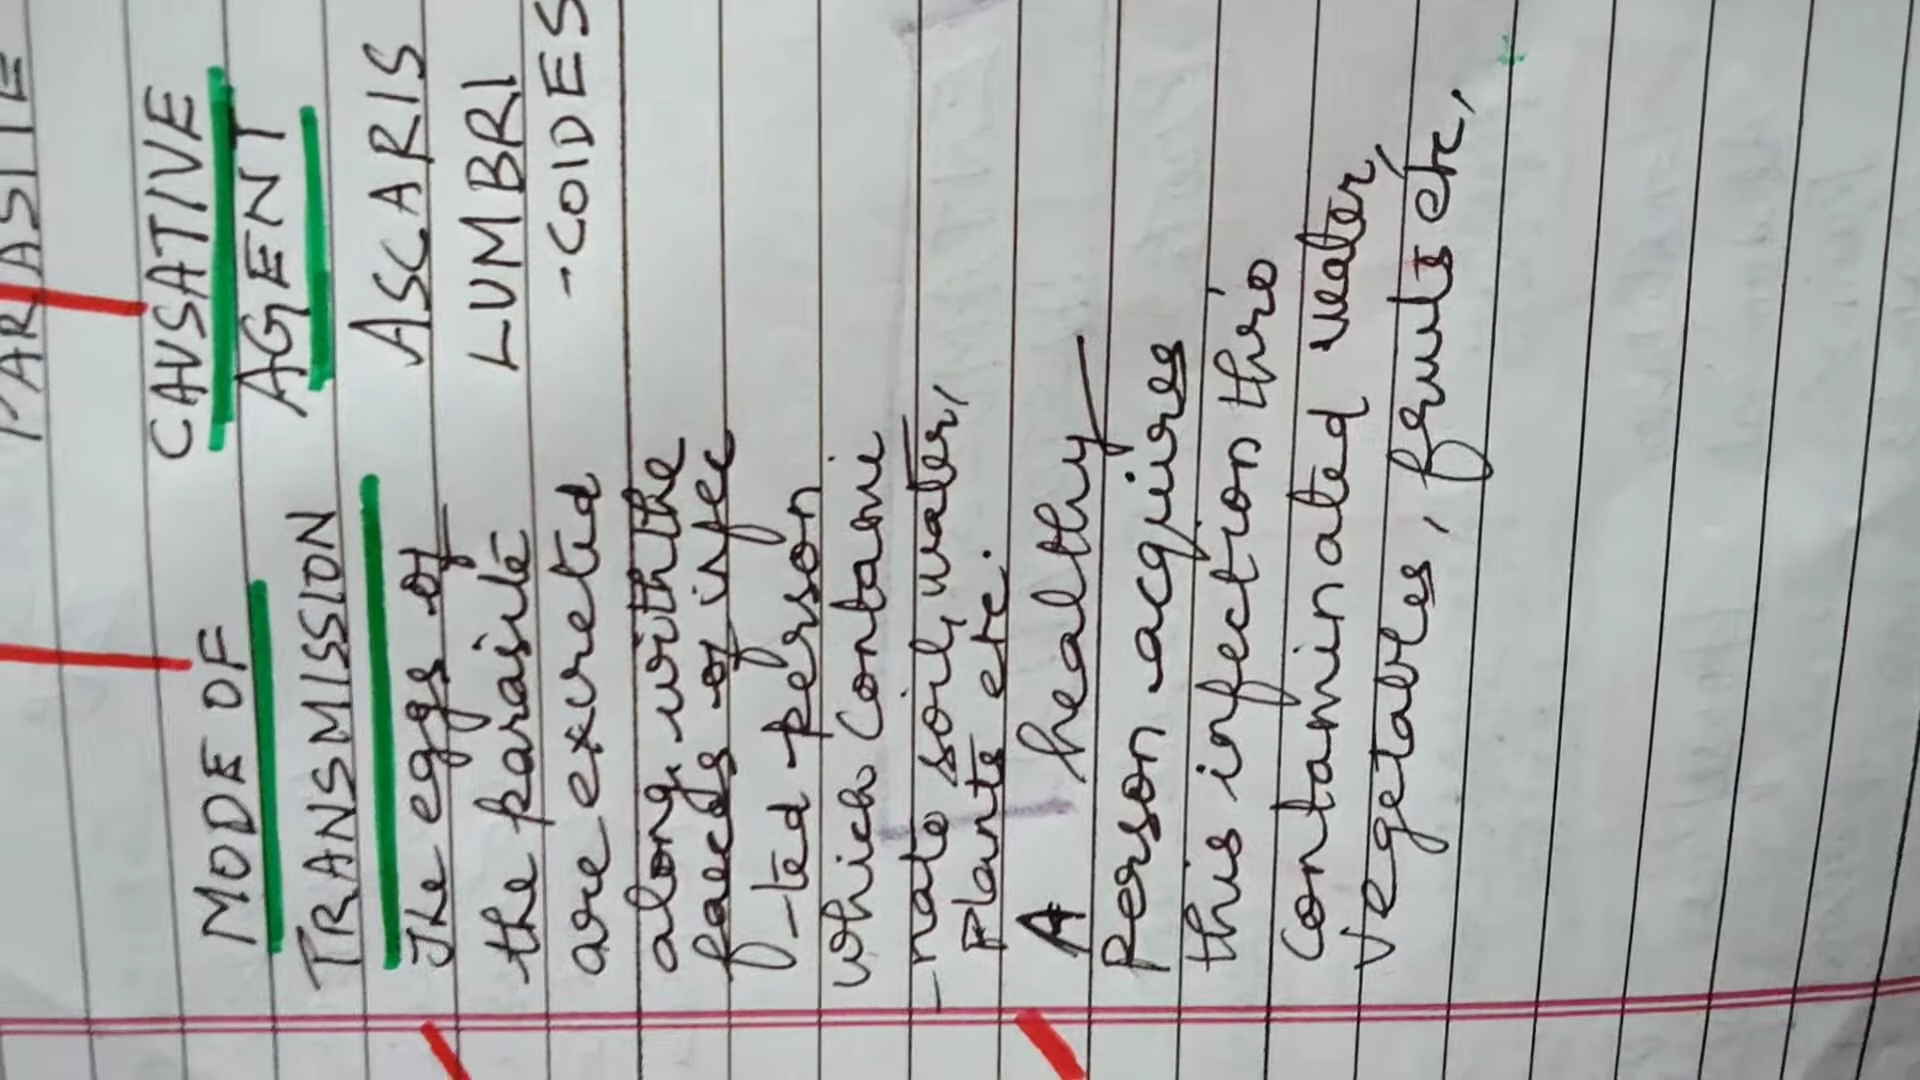 PARASITE
CAUSATIVE
AGENT
ASCARIS
LUMBRI
-COIDES
MODE OF
TRANSMISSION
The eggs of
the parasite
are excreted
along with the
faeces of infec
-ted person
which contami
-nate soil, water,
Plants etc.
A healthy
Person acquires
this infection thro
contaminated water,
vegetables, fruits etc,